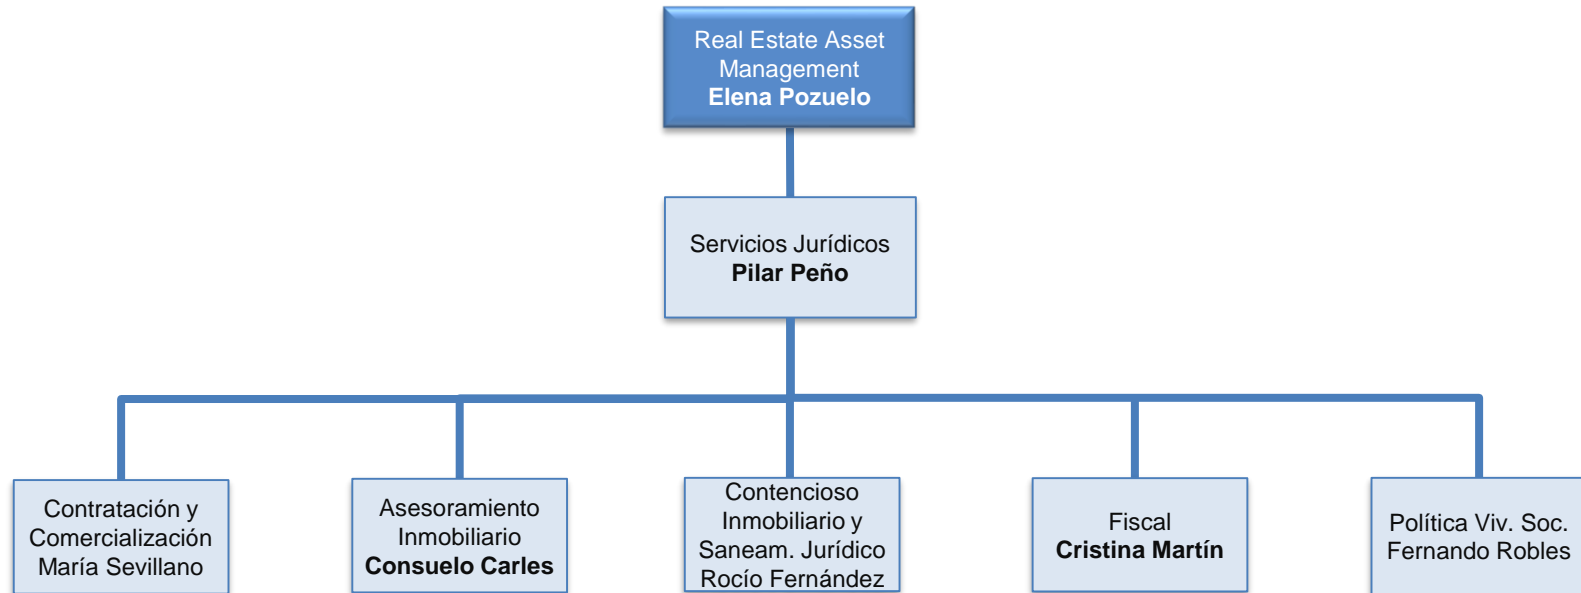 Real Estate Asset
Management
Elena Pozuelo
Servicios Jurídicos
Pilar Peño
Contratación y
Comercialización
María Sevillano
Asesoramiento
Inmobiliario
Consuelo Carles
Contencioso
Inmobiliario y
Saneam. Jurídico
Rocío Fernández
Fiscal
Cristina Martín
Política Viv. Soc.
Fernando Robles